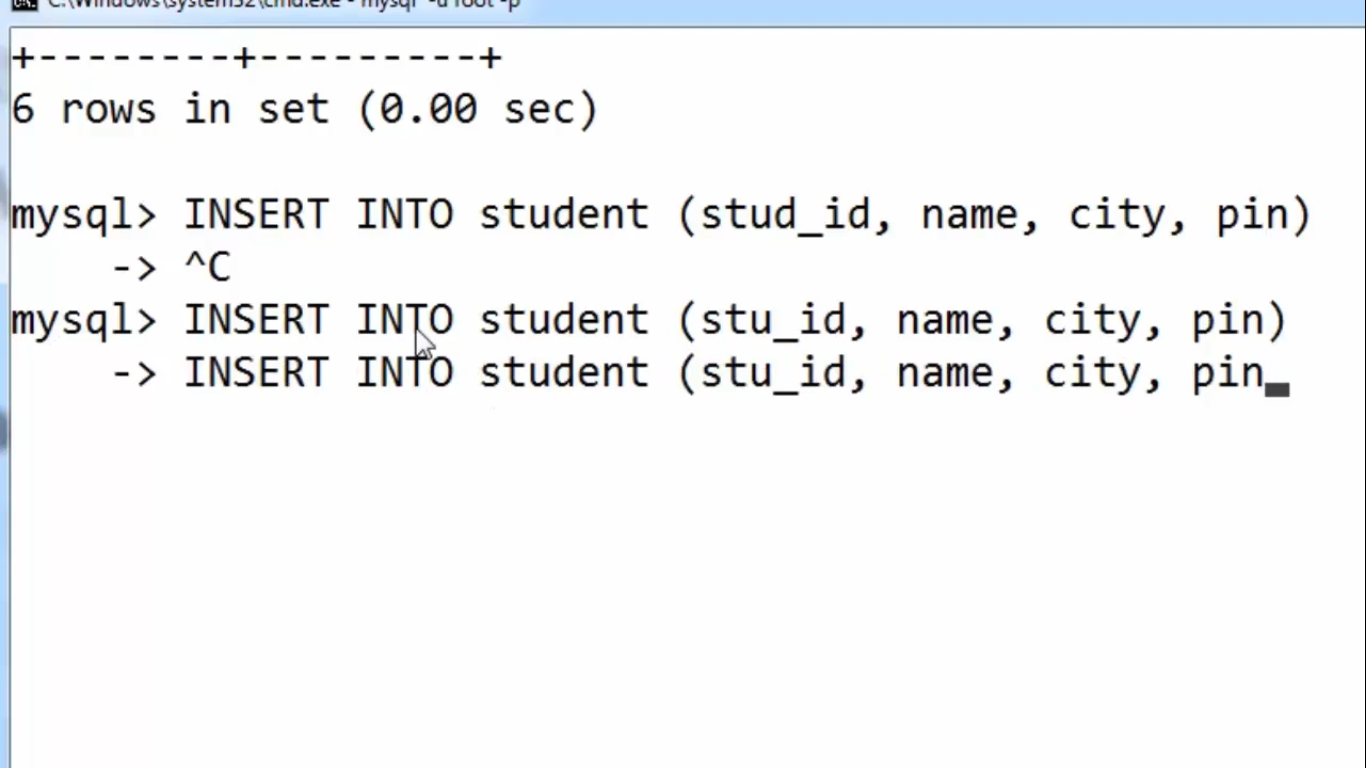 C:\Windows\system32\cmd.exe - mysql -u root -p
+--------+---------+
6 rows in set (0.00 sec)
mysql> INSERT INTO student (stud_id, name, city, pin)
-> ^C
mysql> INSERT INTO student (stu_id, name, city, pin)
-> INSERT INTO student (stu_id, name, city, pin